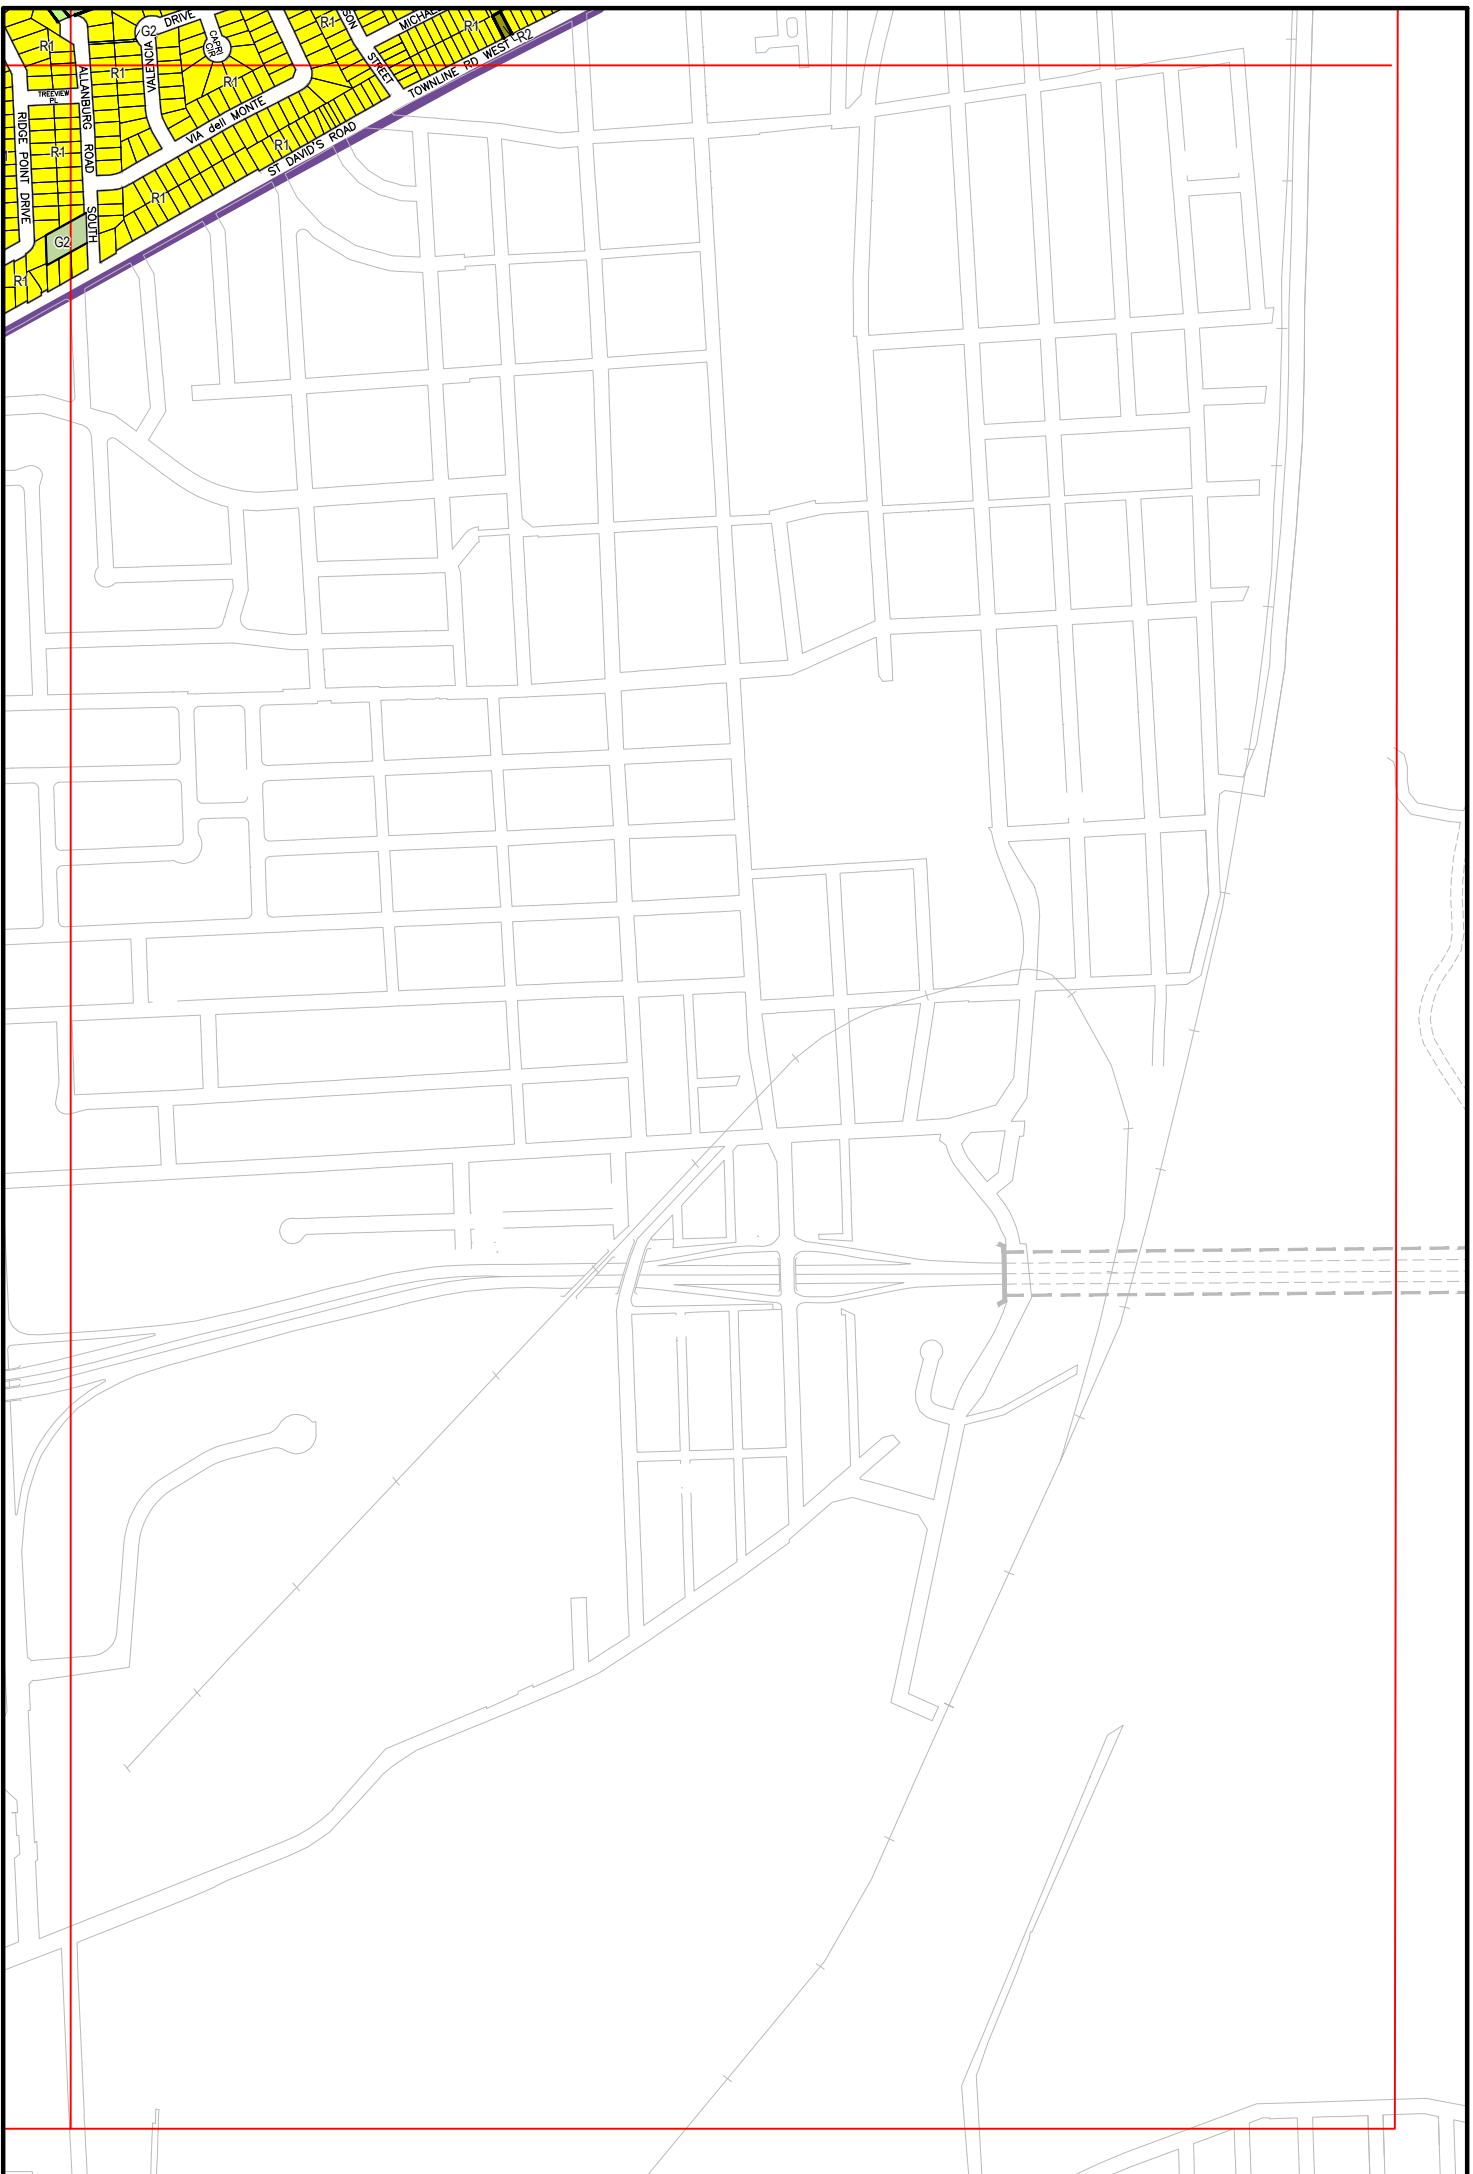 DRIVE
G2
R1
R1
MICHAE
R1
R2
SON
STREET
TOWNLINE RD WEST
R1
CAPRI
CIR
VALENCIA
R1
R1
TREEVIEW
PL
ALLANBURG ROAD SOUTH
VIA dell MONTE
RIDGE POINT DRIVE
R1
R1
ST DAVID'S ROAD
R1
G2
R1